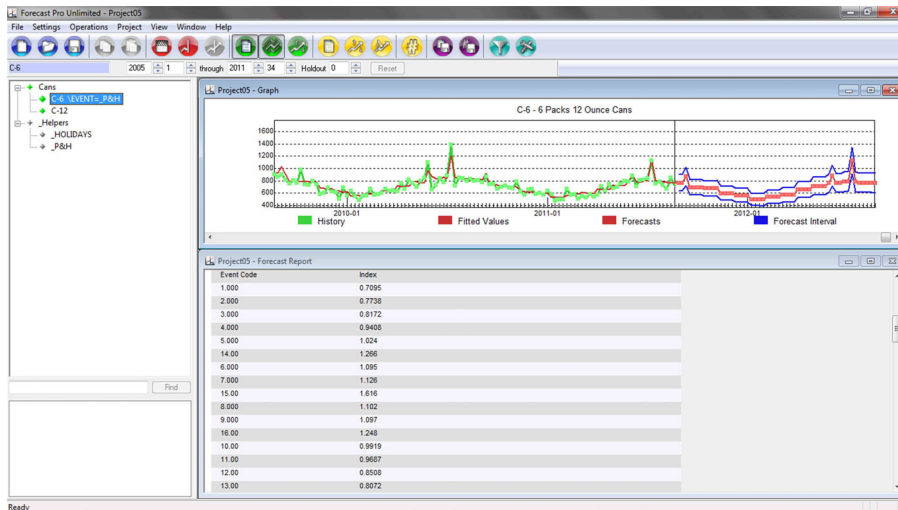 Forecast Pro Unlimited - Project05
File Settings Operations Project View Window Help
C-6 2005 1 through 2011 34 Holdout 0 Reset
Cans
C-6 \EVENT=_P&H
C-12
_Helpers
_HOLIDAYS
_P&H
Find
Project05 - Graph
C-6 - 6 Packs 12 Ounce Cans
1600
1400
1200
1000
800
600
400
2010-01 2011-01 2012-01
History Fitted Values Forecasts Forecast Interval
Project05 - Forecast Report
Event Code Index
1.000 0.7095
2.000 0.7738
3.000 0.8172
4.000 0.9408
5.000 1.024
14.00 1.266
6.000 1.095
7.000 1.126
15.00 1.616
8.000 1.102
9.000 1.097
16.00 1.248
10.00 0.9919
11.00 0.9687
12.00 0.8508
13.00 0.8072
Ready